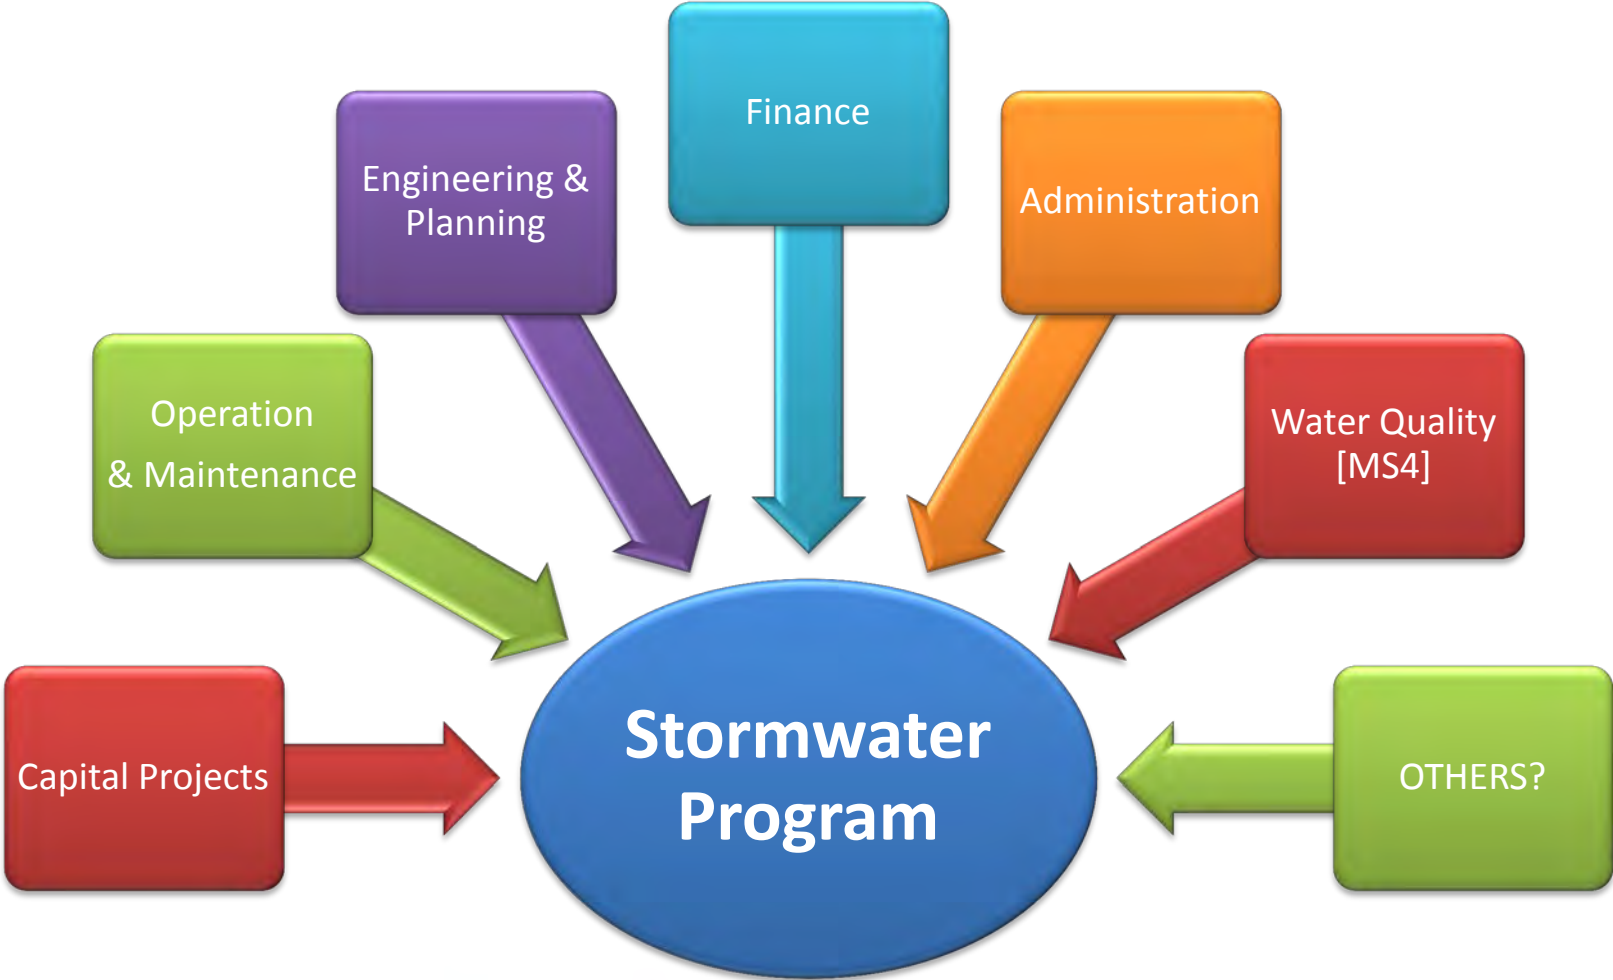 Finance
Engineering &
Planning
Administration
Operation
& Maintenance
Water Quality
[MS4]
Capital Projects
Stormwater
Program
OTHERS?